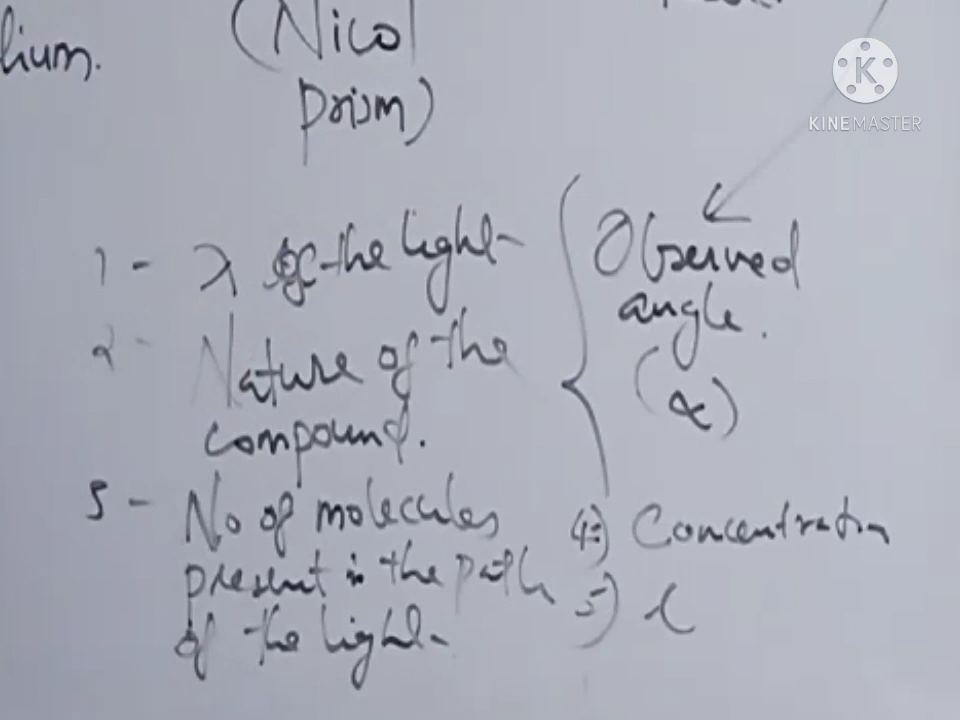 lium.
(Nicol
prism)
KINEMASTER
1 - λ of the light
2 - Nature of the
compound.
3 - No of molecules
present in the path
of the light
Observed
angle.
(α)
4:) Concentration
5) l